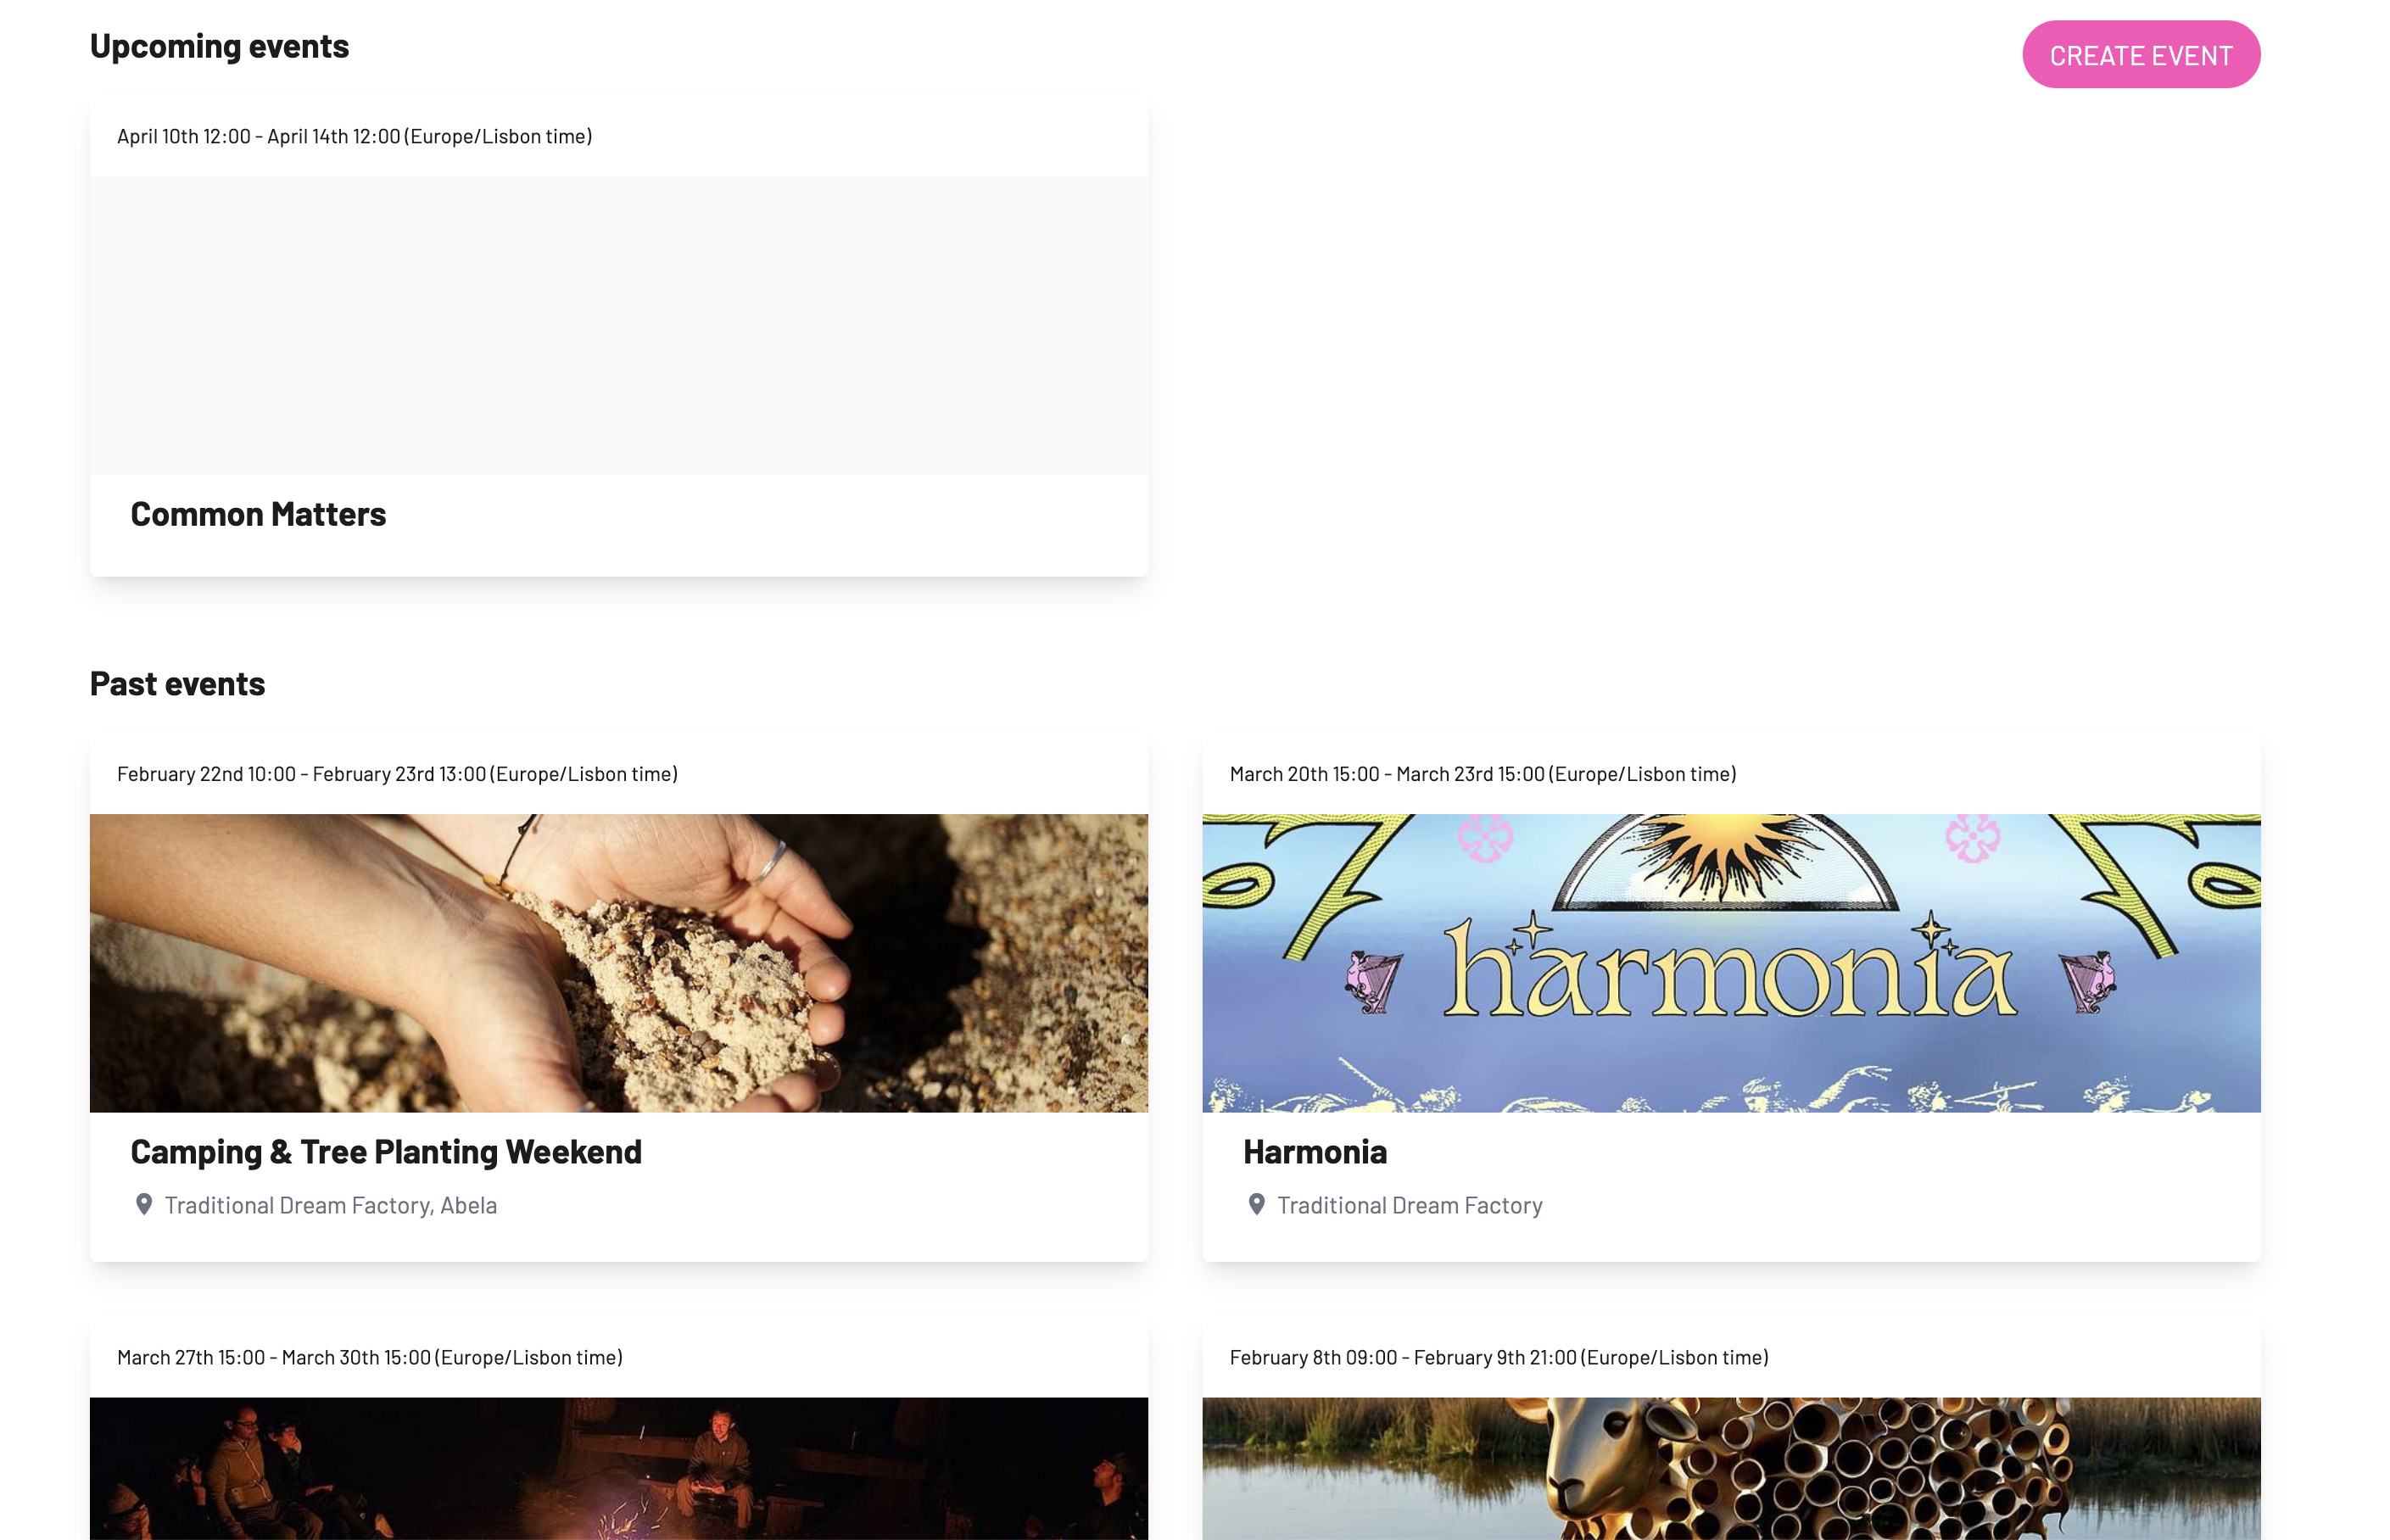 Upcoming events
CREATE EVENT
April 10th 12:00 - April 14th 12:00 (Europe/Lisbon time)
Common Matters
Past events
February 22nd 10:00 - February 23rd 13:00 (Europe/Lisbon time)
March 20th 15:00 - March 23rd 15:00 (Europe/Lisbon time)
harmonia
Camping & Tree Planting Weekend
Harmonia
Traditional Dream Factory, Abela
Traditional Dream Factory
March 27th 15:00 - March 30th 15:00 (Europe/Lisbon time)
February 8th 09:00 - February 9th 21:00 (Europe/Lisbon time)